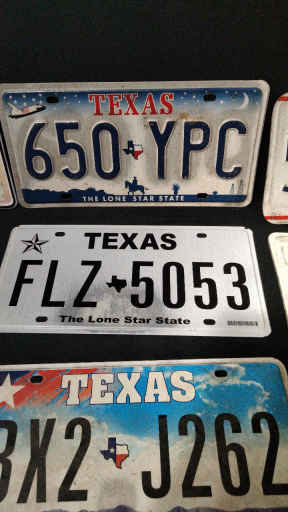 TEXAS
650 YPC
THE LONE STAR STATE
TEXAS
FLZ 5053
The Lone Star State
TEXAS
BX2 J262